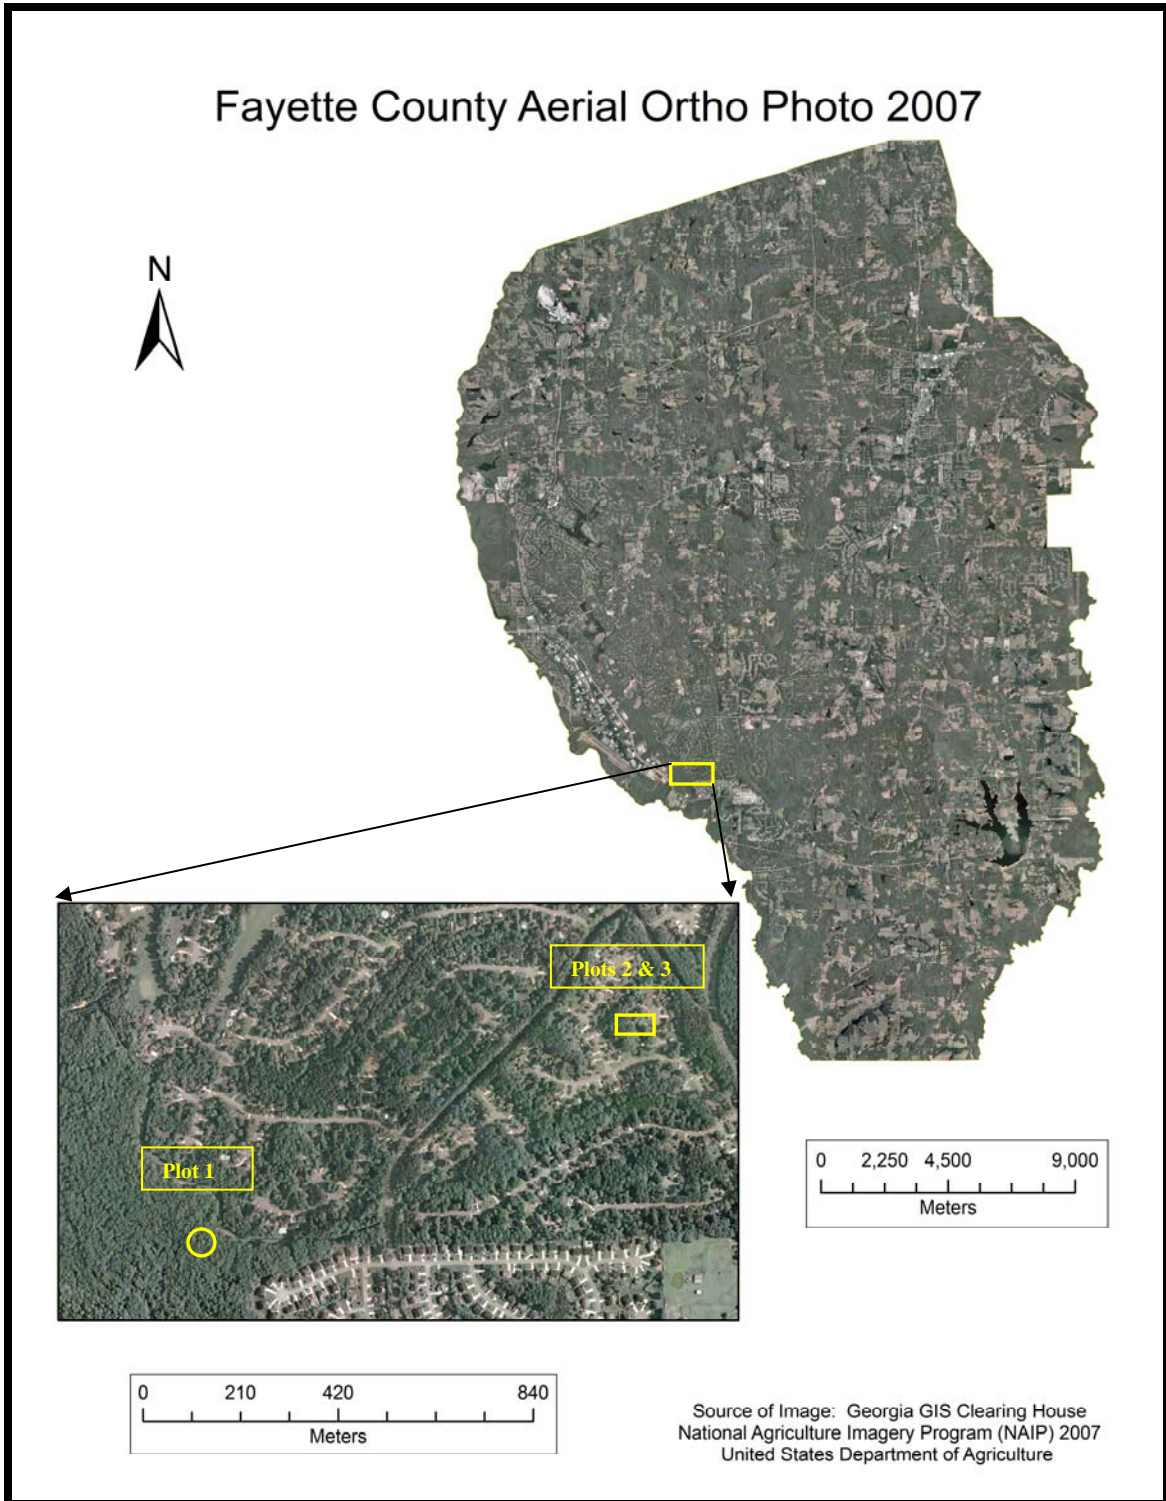 Fayette County Aerial Ortho Photo 2007
N
Plots 2 & 3
Plot 1
0 2,250 4,500 9,000
Meters
0 210 420 840
Meters
Source of Image: Georgia GIS Clearing House
National Agriculture Imagery Program (NAIP) 2007
United States Department of Agriculture